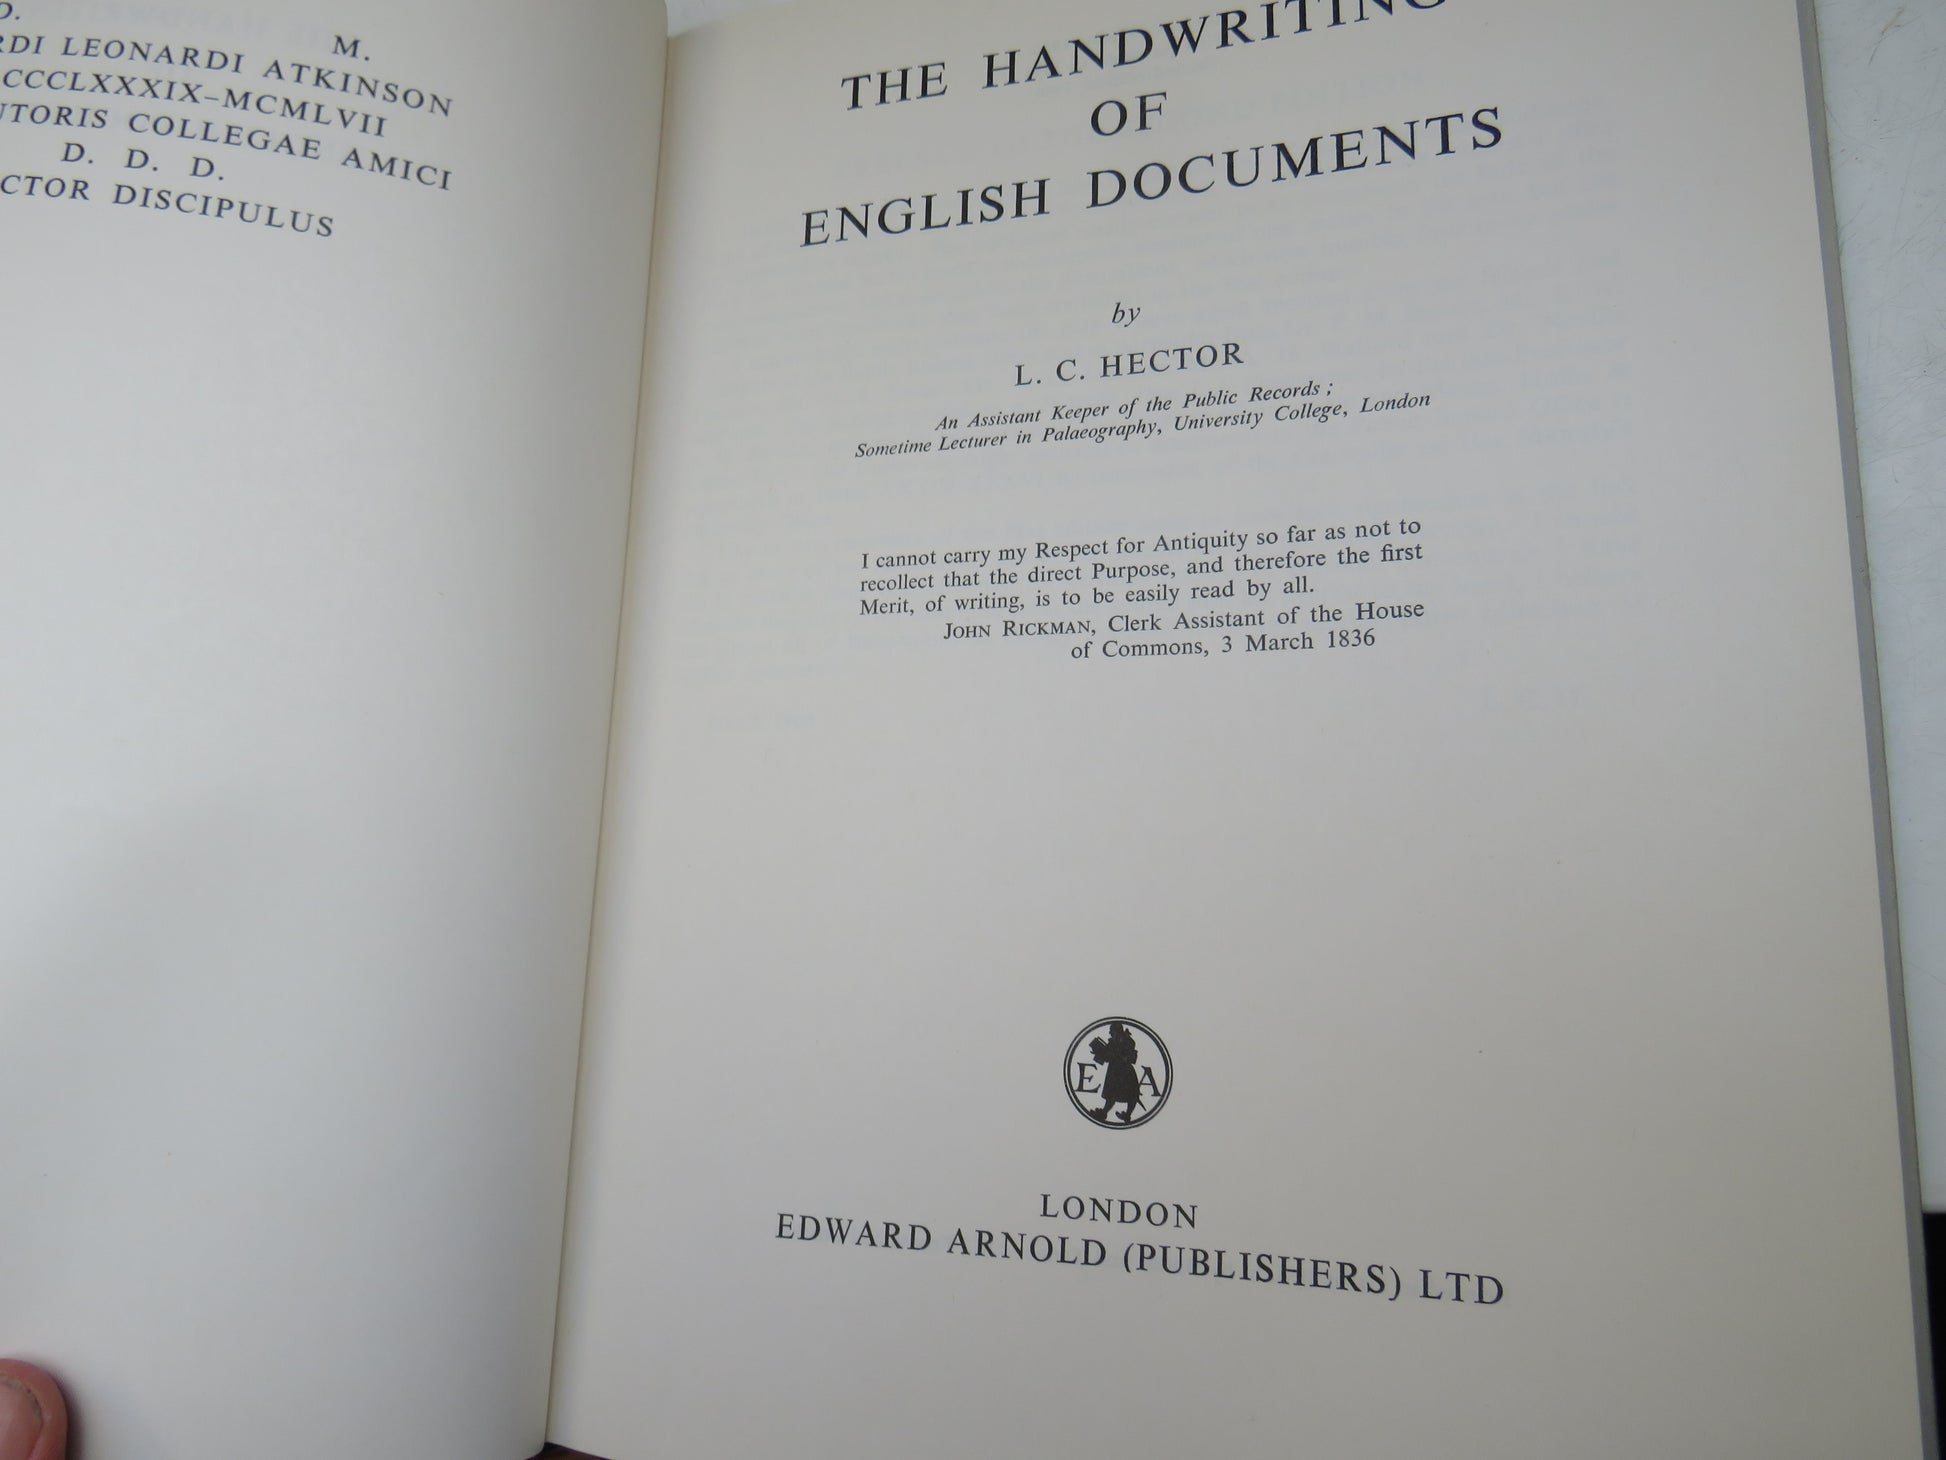 D. M.
RDI LEONARDI ATKINSON
CCCLXXXIX–MCMLVII
UTORIS COLLEGAE AMICI
D. D. D.
CTOR DISCIPULUS
THE HANDWRITING
OF
ENGLISH DOCUMENTS
by
L. C. HECTOR
An Assistant Keeper of the Public Records;
Sometime Lecturer in Palaeography, University College, London
I cannot carry my Respect for Antiquity so far as not to
recollect that the direct Purpose, and therefore the first
Merit, of writing, is to be easily read by all.
JOHN RICKMAN, Clerk Assistant of the House
of Commons, 3 March 1836
E A
LONDON
EDWARD ARNOLD (PUBLISHERS) LTD